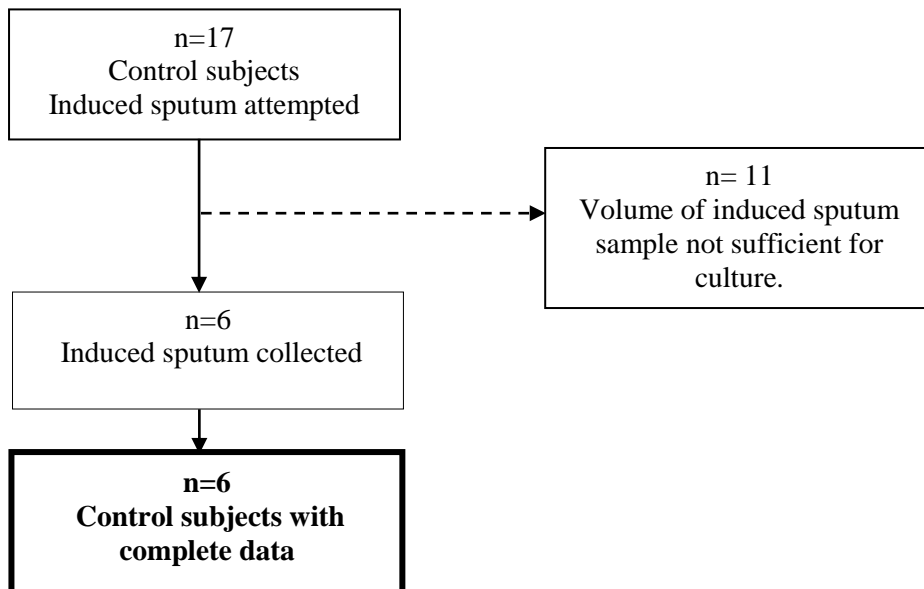 n=17
Control subjects
Induced sputum attempted
n= 11
Volume of induced sputum
sample not sufficient for
culture.
n=6
Induced sputum collected
n=6
Control subjects with
complete data